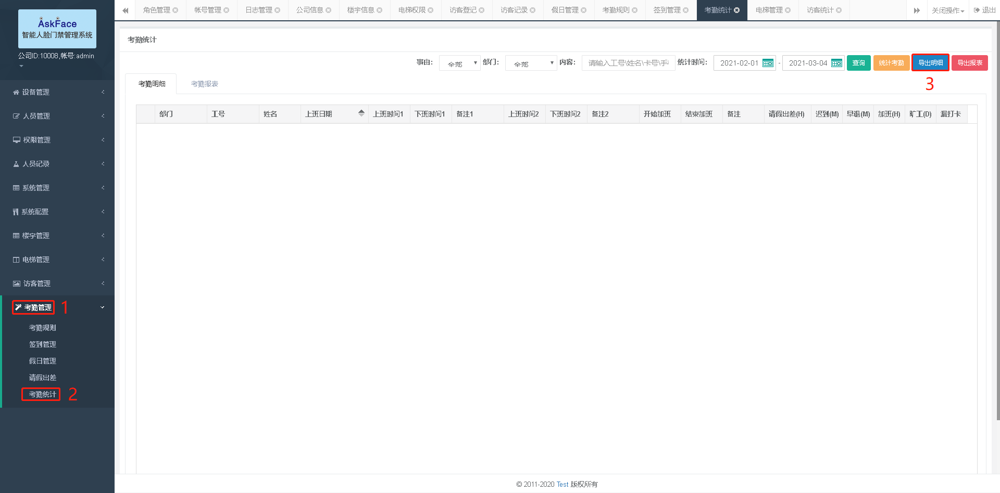 AskFace
智能人脸门禁管理系统
公司ID:10008,帐号:admin
设备管理
人员管理
权限管理
人员记录
系统管理
系统配置
楼宇管理
电梯管理
访客管理
考勤管理 1
考勤规则
签到管理
假日管理
请假出差
考勤统计 2
角色管理 帐号管理 日志管理 公司信息 楼宇信息 电梯权限 访客登记 访客记录 假日管理 考勤规则 签到管理 考勤统计 电梯管理 访客统计 关闭操作 退出
考勤统计
事由: 全部 部门: 全部 内容: 请输入工号\姓名\卡号\手 统计时间: 2021-02-01 - 2021-03-04 查询 统计考勤 导出明细 导出报表
3
考勤明细 考勤报表
部门 工号 姓名 上班日期 上班时间1 下班时间1 备注1 上班时间2 下班时间2 备注2 开始加班 结束加班 备注 请假出差(H) 迟到(M) 早退(M) 加班(H) 旷工(D) 漏打卡
© 2011-2020 Test 版权所有